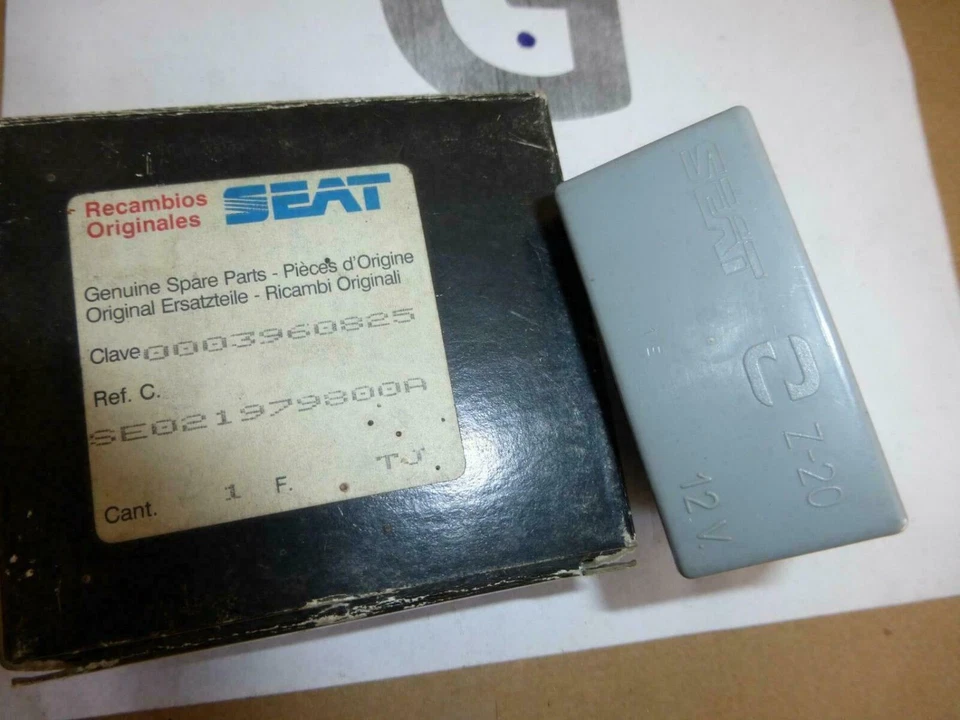 Recambios
Originales
SEAT
Genuine Spare Parts - Pièces d'Origine
Original Ersatzteile - Ricambi Originali
Clave 0003960825
Ref. C.
SE021979800A
TJ
Cant. 1 F.
SEAT
Z-20
12V.